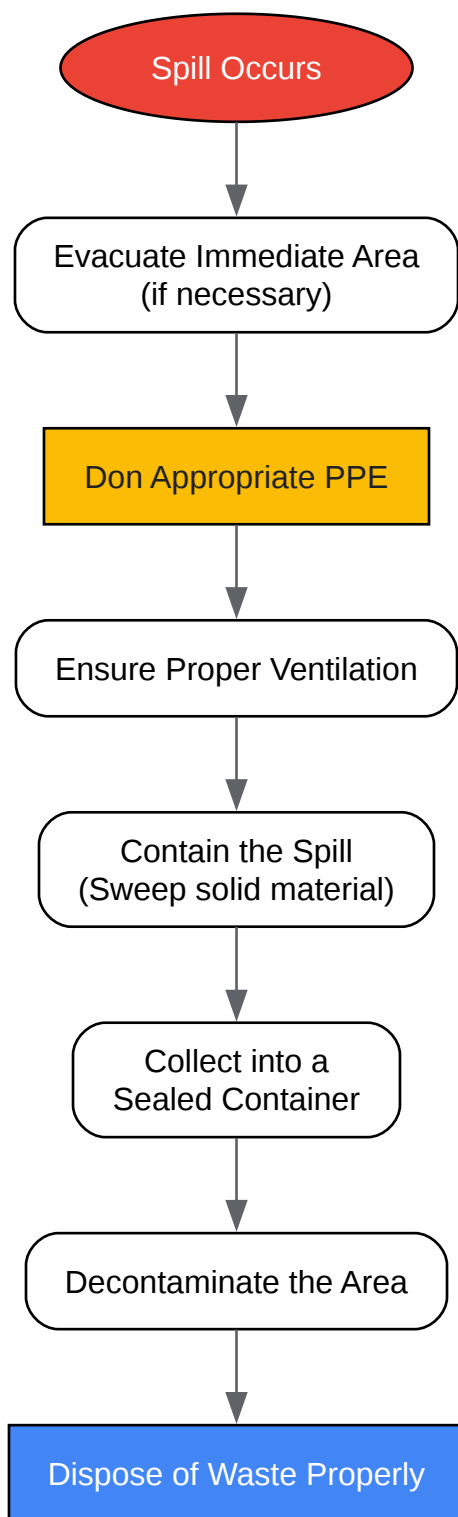 Spill Occurs
Evacuate Immediate Area
(if necessary)
Don Appropriate PPE
Ensure Proper Ventilation
Contain the Spill
(Sweep solid material)
Collect into a
Sealed Container
Decontaminate the Area
Dispose of Waste Properly